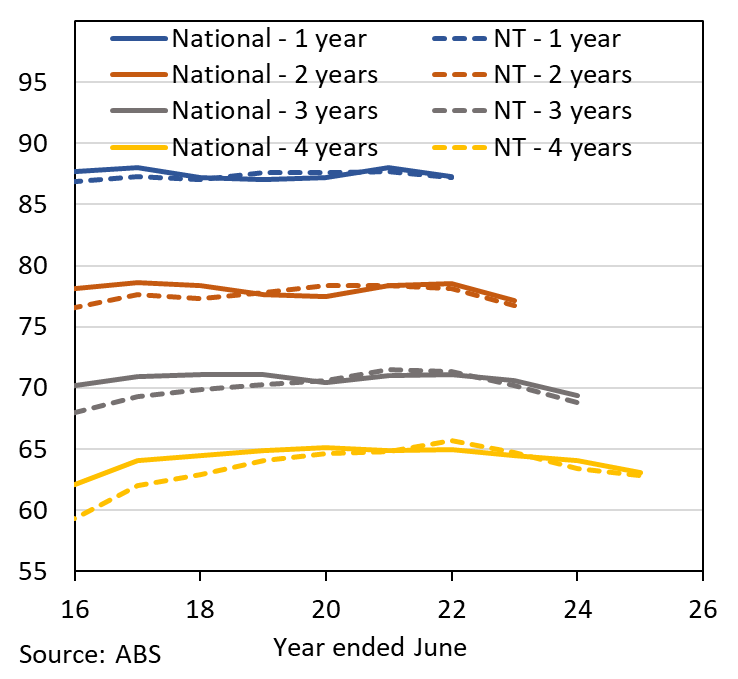 National - 1 year NT - 1 year
National - 2 years NT - 2 years
National - 3 years NT - 3 years
National - 4 years NT - 4 years
95
90
85
80
75
70
65
60
55
16 18 20 22 24 26
Year ended June
Source: ABS